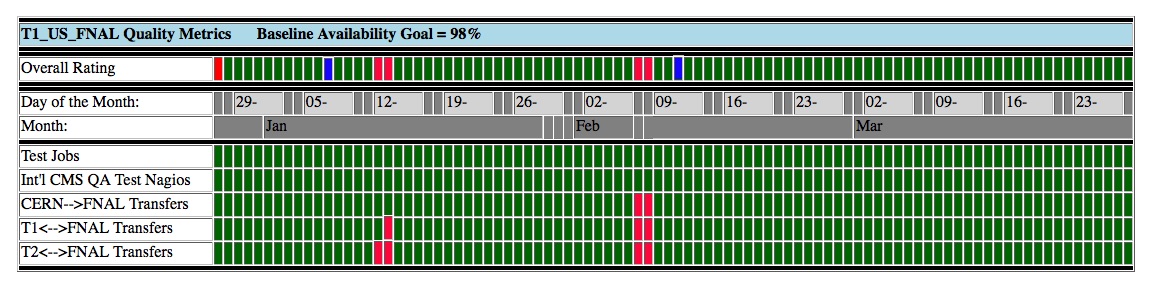 T1_US_FNAL Quality Metrics Baseline Availability Goal = 98%
Overall Rating
Day of the Month: 29- 05- 12- 19- 26- 02- 09- 16- 23- 02- 09- 16- 23-
Month: Jan Feb Mar
Test Jobs
Int'l CMS QA Test Nagios
CERN-->FNAL Transfers
T1<-->FNAL Transfers
T2<-->FNAL Transfers